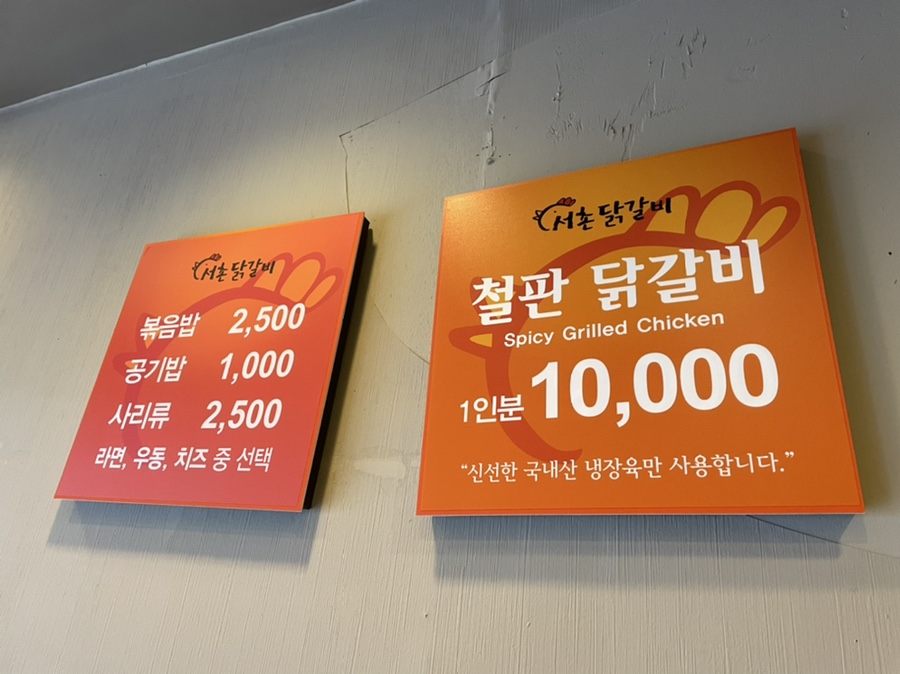 서촌 닭갈비
볶음밥 2,500
공기밥 1,000
사리류 2,500
라면, 우동, 치즈 중 선택
서촌 닭갈비
철판 닭갈비
Spicy Grilled Chicken
1인분 10,000
“신선한 국내산 냉장육만 사용합니다.”